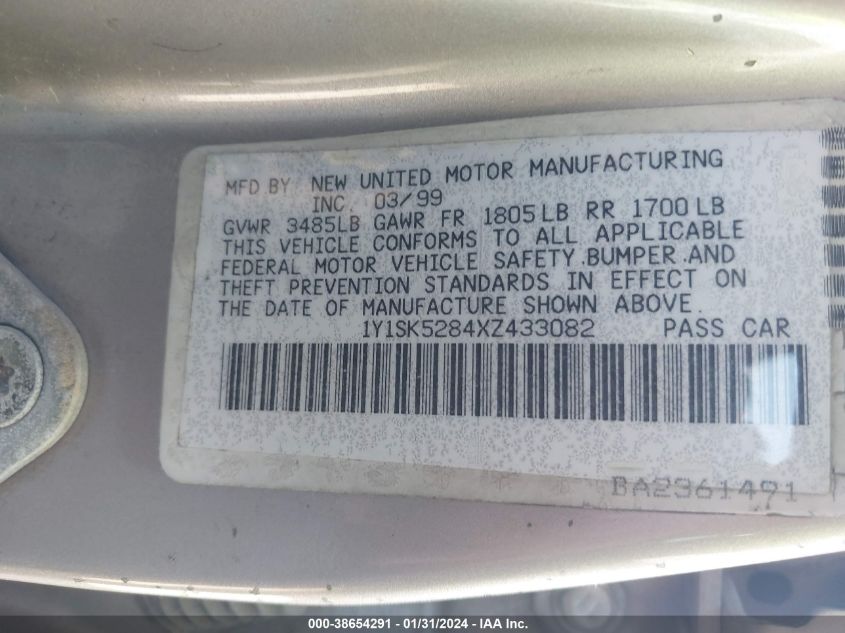 MFD BY NEW UNITED MOTOR MANUFACTURING
INC. 03/99
GVWR 3485LB GAWR FR 1805LB RR 1700LB
THIS VEHICLE CONFORMS TO ALL APPLICABLE
FEDERAL MOTOR VEHICLE SAFETY.BUMPER.AND
THEFT PREVENTION STANDARDS IN EFFECT ON
THE DATE OF MANUFACTURE SHOWN ABOVE.
1Y1SK5284XZ433082 PASS CAR
BA2361491
000-38654291 - 01/31/2024 - IAA Inc.